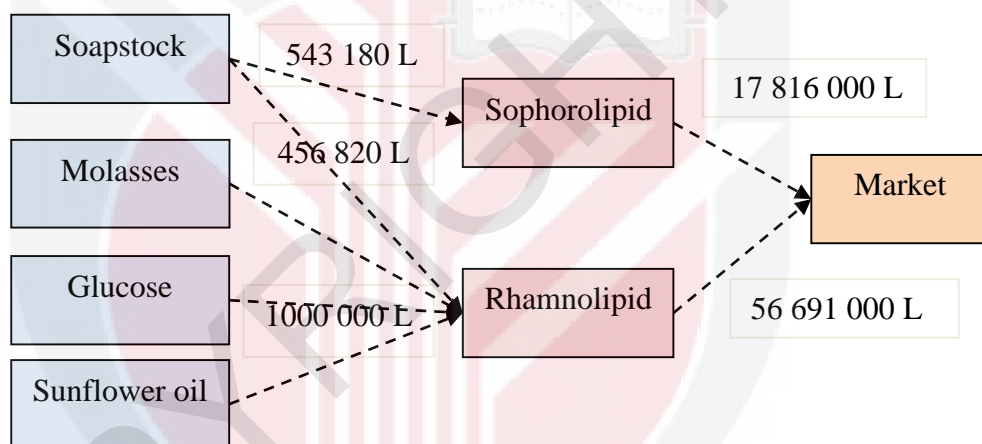 Soapstock
543 180 L
17 816 000 L
Sophorolipid
456 820 L
Molasses
Market
Glucose
Rhamnolipid
1000 000 L
56 691 000 L
Sunflower oil